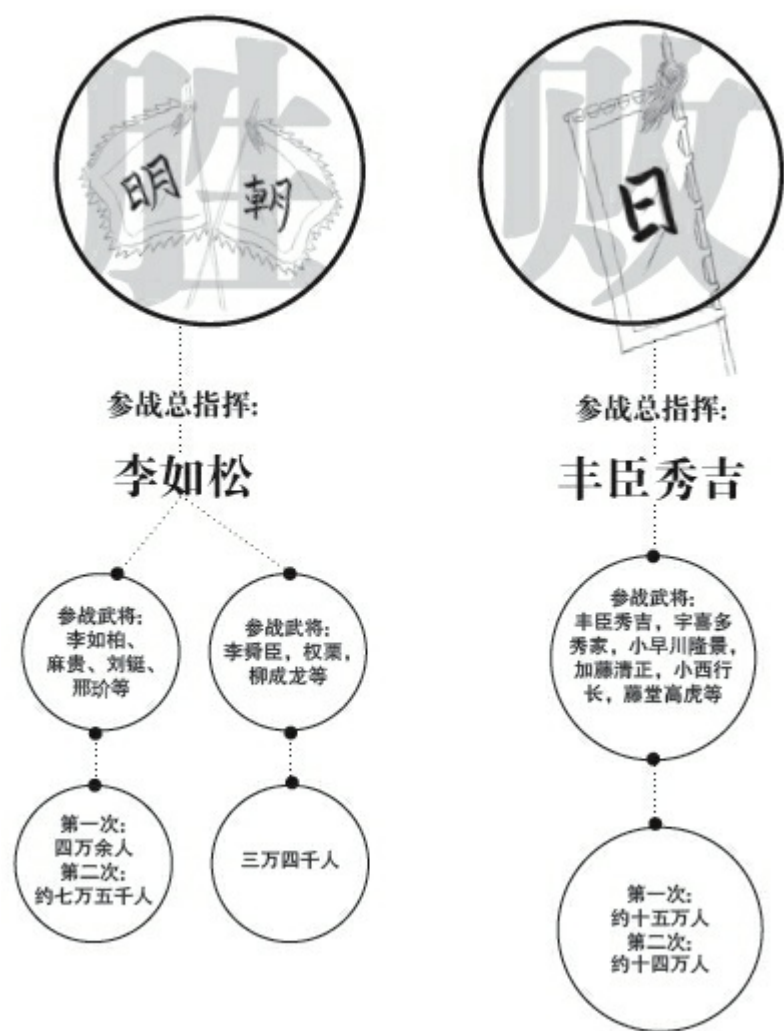 胜
明 朝
参战总指挥:
李如松
参战武将:
李如柏、
麻贵、刘铤、
邢玠等
第一次:
四万余人
第二次:
约七万五千人
参战武将:
李舜臣，权栗，
柳成龙等
三万四千人
败
日
参战总指挥:
丰臣秀吉
参战武将:
丰臣秀吉，宇喜多
秀家，小早川隆景，
加藤清正，小西行
长，藤堂高虎等
第一次:
约十五万人
第二次:
约十四万人